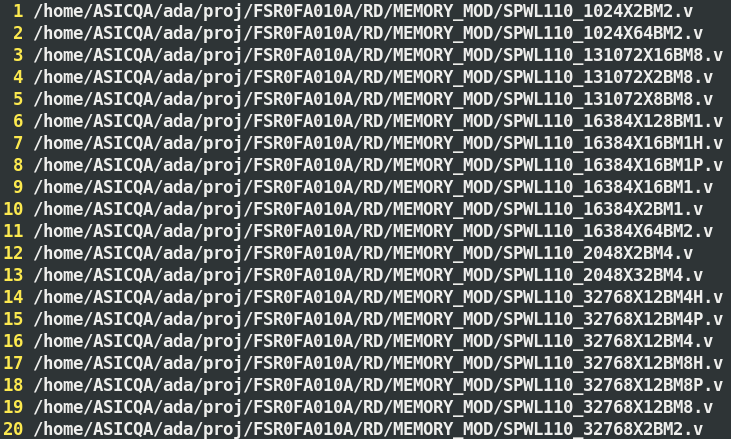 1 /home/ASICQA/ada/proj/FSR0FA010A/RD/MEMORY_MOD/SPWL110_1024X2BM2.v
2 /home/ASICQA/ada/proj/FSR0FA010A/RD/MEMORY_MOD/SPWL110_1024X64BM2.v
3 /home/ASICQA/ada/proj/FSR0FA010A/RD/MEMORY_MOD/SPWL110_131072X16BM8.v
4 /home/ASICQA/ada/proj/FSR0FA010A/RD/MEMORY_MOD/SPWL110_131072X2BM8.v
5 /home/ASICQA/ada/proj/FSR0FA010A/RD/MEMORY_MOD/SPWL110_131072X8BM8.v
6 /home/ASICQA/ada/proj/FSR0FA010A/RD/MEMORY_MOD/SPWL110_16384X128BM1.v
7 /home/ASICQA/ada/proj/FSR0FA010A/RD/MEMORY_MOD/SPWL110_16384X16BM1H.v
8 /home/ASICQA/ada/proj/FSR0FA010A/RD/MEMORY_MOD/SPWL110_16384X16BM1P.v
9 /home/ASICQA/ada/proj/FSR0FA010A/RD/MEMORY_MOD/SPWL110_16384X16BM1.v
10 /home/ASICQA/ada/proj/FSR0FA010A/RD/MEMORY_MOD/SPWL110_16384X2BM1.v
11 /home/ASICQA/ada/proj/FSR0FA010A/RD/MEMORY_MOD/SPWL110_16384X64BM2.v
12 /home/ASICQA/ada/proj/FSR0FA010A/RD/MEMORY_MOD/SPWL110_2048X2BM4.v
13 /home/ASICQA/ada/proj/FSR0FA010A/RD/MEMORY_MOD/SPWL110_2048X32BM4.v
14 /home/ASICQA/ada/proj/FSR0FA010A/RD/MEMORY_MOD/SPWL110_32768X12BM4H.v
15 /home/ASICQA/ada/proj/FSR0FA010A/RD/MEMORY_MOD/SPWL110_32768X12BM4P.v
16 /home/ASICQA/ada/proj/FSR0FA010A/RD/MEMORY_MOD/SPWL110_32768X12BM4.v
17 /home/ASICQA/ada/proj/FSR0FA010A/RD/MEMORY_MOD/SPWL110_32768X12BM8H.v
18 /home/ASICQA/ada/proj/FSR0FA010A/RD/MEMORY_MOD/SPWL110_32768X12BM8P.v
19 /home/ASICQA/ada/proj/FSR0FA010A/RD/MEMORY_MOD/SPWL110_32768X12BM8.v
20 /home/ASICQA/ada/proj/FSR0FA010A/RD/MEMORY_MOD/SPWL110_32768X2BM2.v